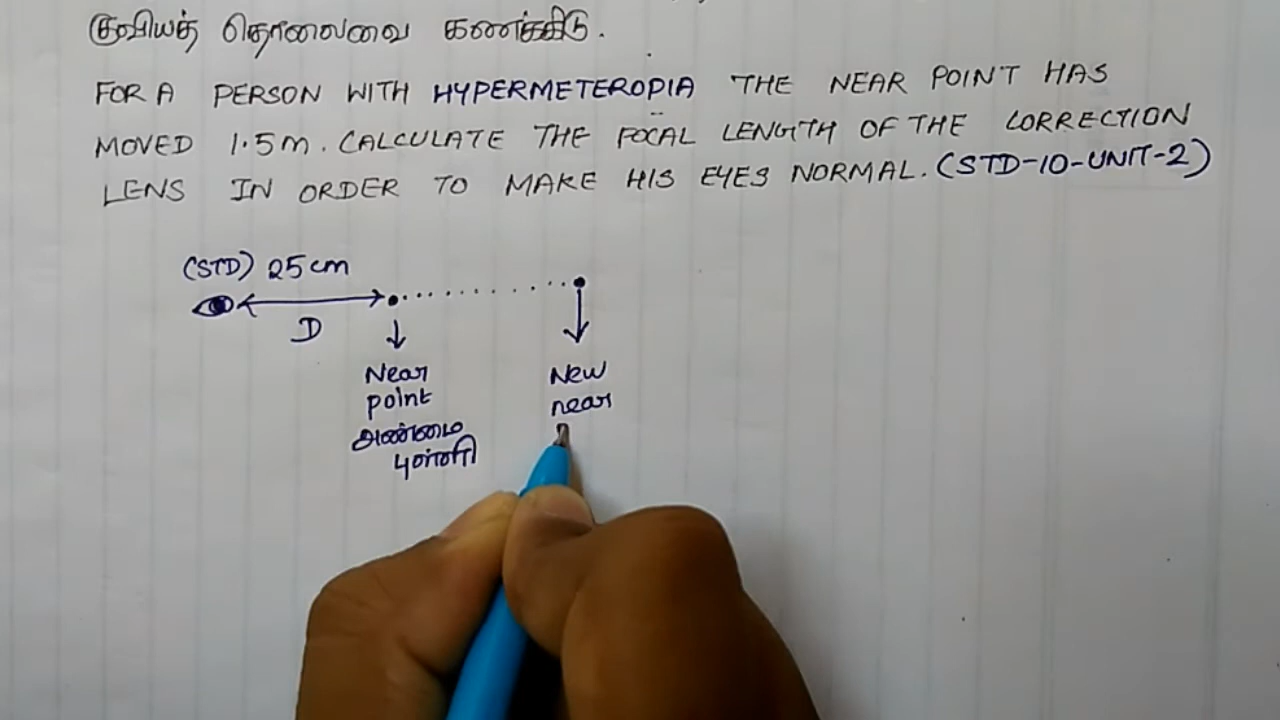 குவியத் தொலைவை கணக்கிடு.
FOR A PERSON WITH HYPERMETEROPIA THE NEAR POINT HAS
MOVED 1.5m. CALCULATE THE FOCAL LENGTH OF THE CORRECTION
LENS IN ORDER TO MAKE HIS EYES NORMAL. (STD-10-UNIT-2)
(STD) 25cm
D
Near
point
அண்மை
புள்ளி
New
near